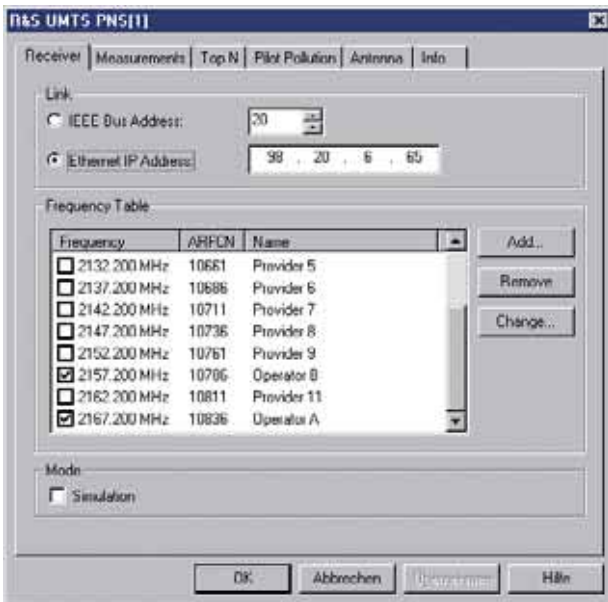 R&S UMTS PNS[1]
Receiver Measurements Top N Pilot Pollution Antenna Info
Link
IEEE Bus Address: 20
Ethernet IP Address: 98 . 20 . 6 . 65
Frequency Table
Frequency ARFCN Name
2132.200 MHz 10661 Provider 5
2137.200 MHz 10686 Provider 6
2142.200 MHz 10711 Provider 7
2147.200 MHz 10736 Provider 8
2152.200 MHz 10761 Provider 9
2157.200 MHz 10786 Operator B
2162.200 MHz 10811 Provider 11
2167.200 MHz 10836 Operator A
Add...
Remove
Change...
Mode
Simulation
OK Abbrechen Hilfe